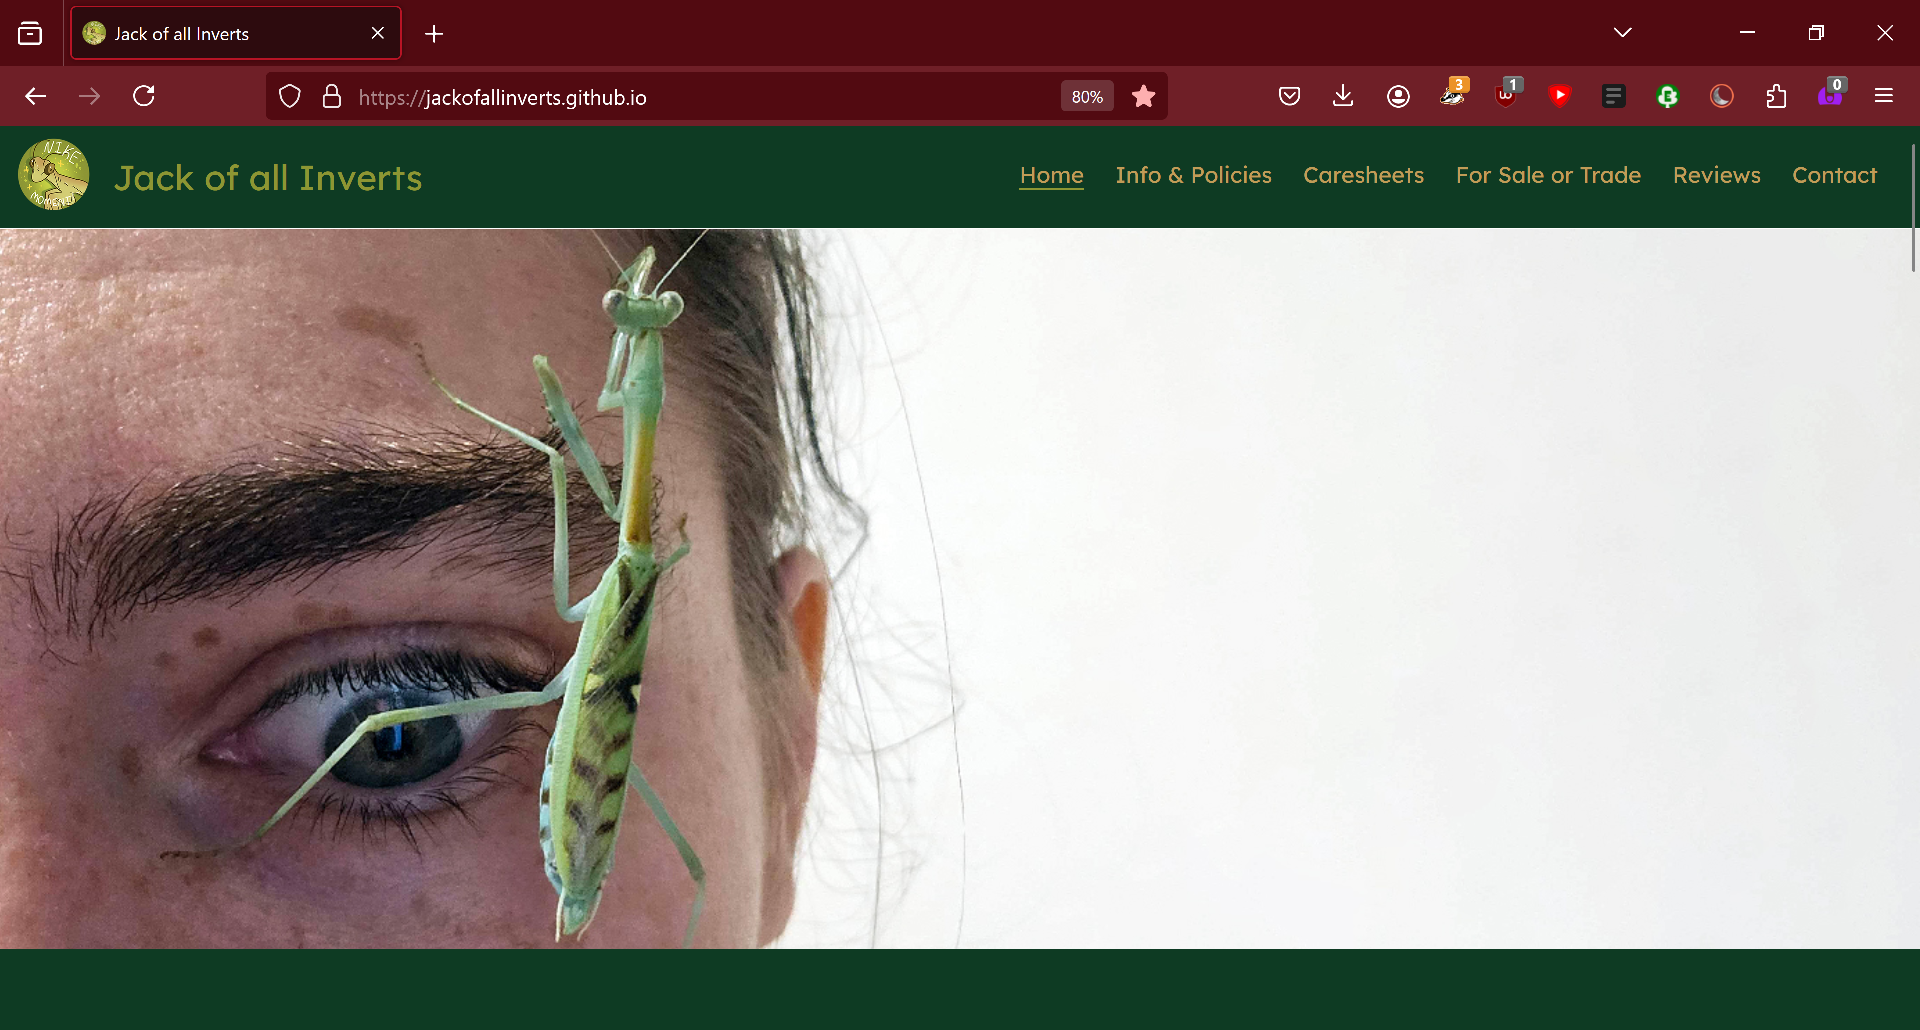 Jack of all Inverts
https://jackofallinverts.github.io
80%
3
1
0
NIKE
MOMENT
Jack of all Inverts
Home
Info & Policies
Caresheets
For Sale or Trade
Reviews
Contact